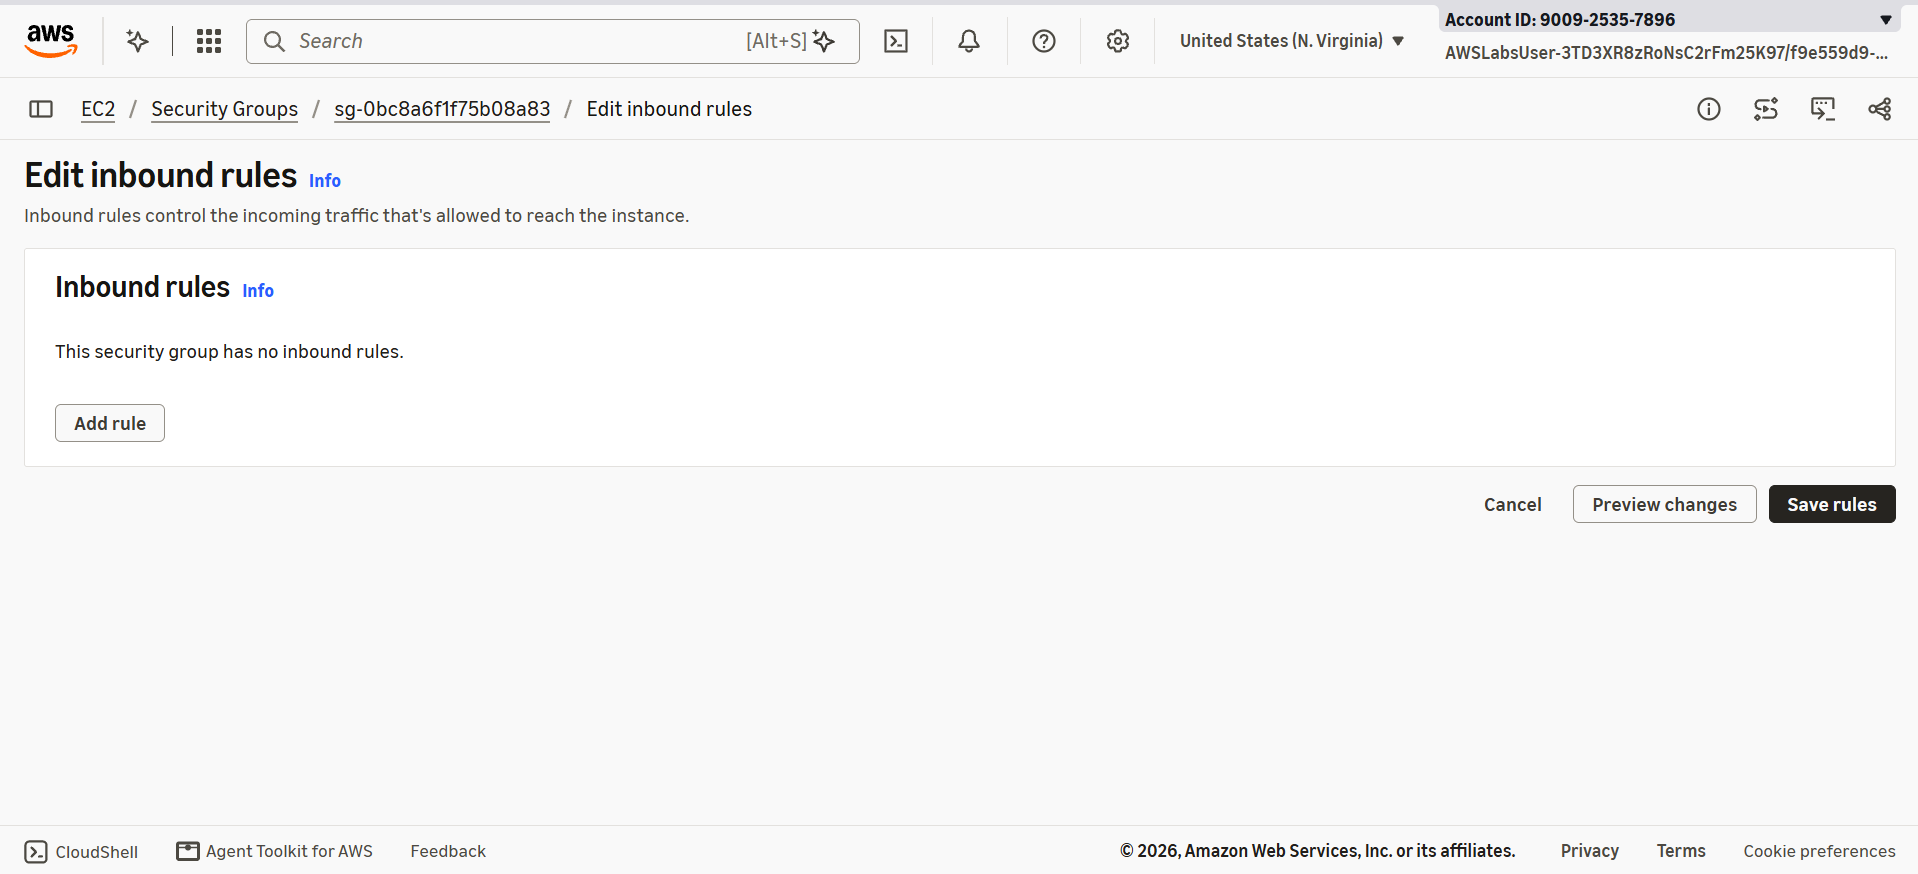 aws
Search [Alt+S]
United States (N. Virginia)
Account ID: 9009-2535-7896
AWSLabsUser-3TD3XR8zRoNsC2rFm25K97/f9e559d9-...
EC2 / Security Groups / sg-0bc8a6f1f75b08a83 / Edit inbound rules
Edit inbound rules Info
Inbound rules control the incoming traffic that's allowed to reach the instance.
Inbound rules Info
This security group has no inbound rules.
Add rule
Cancel Preview changes Save rules
CloudShell Agent Toolkit for AWS Feedback © 2026, Amazon Web Services, Inc. or its affiliates. Privacy Terms Cookie preferences